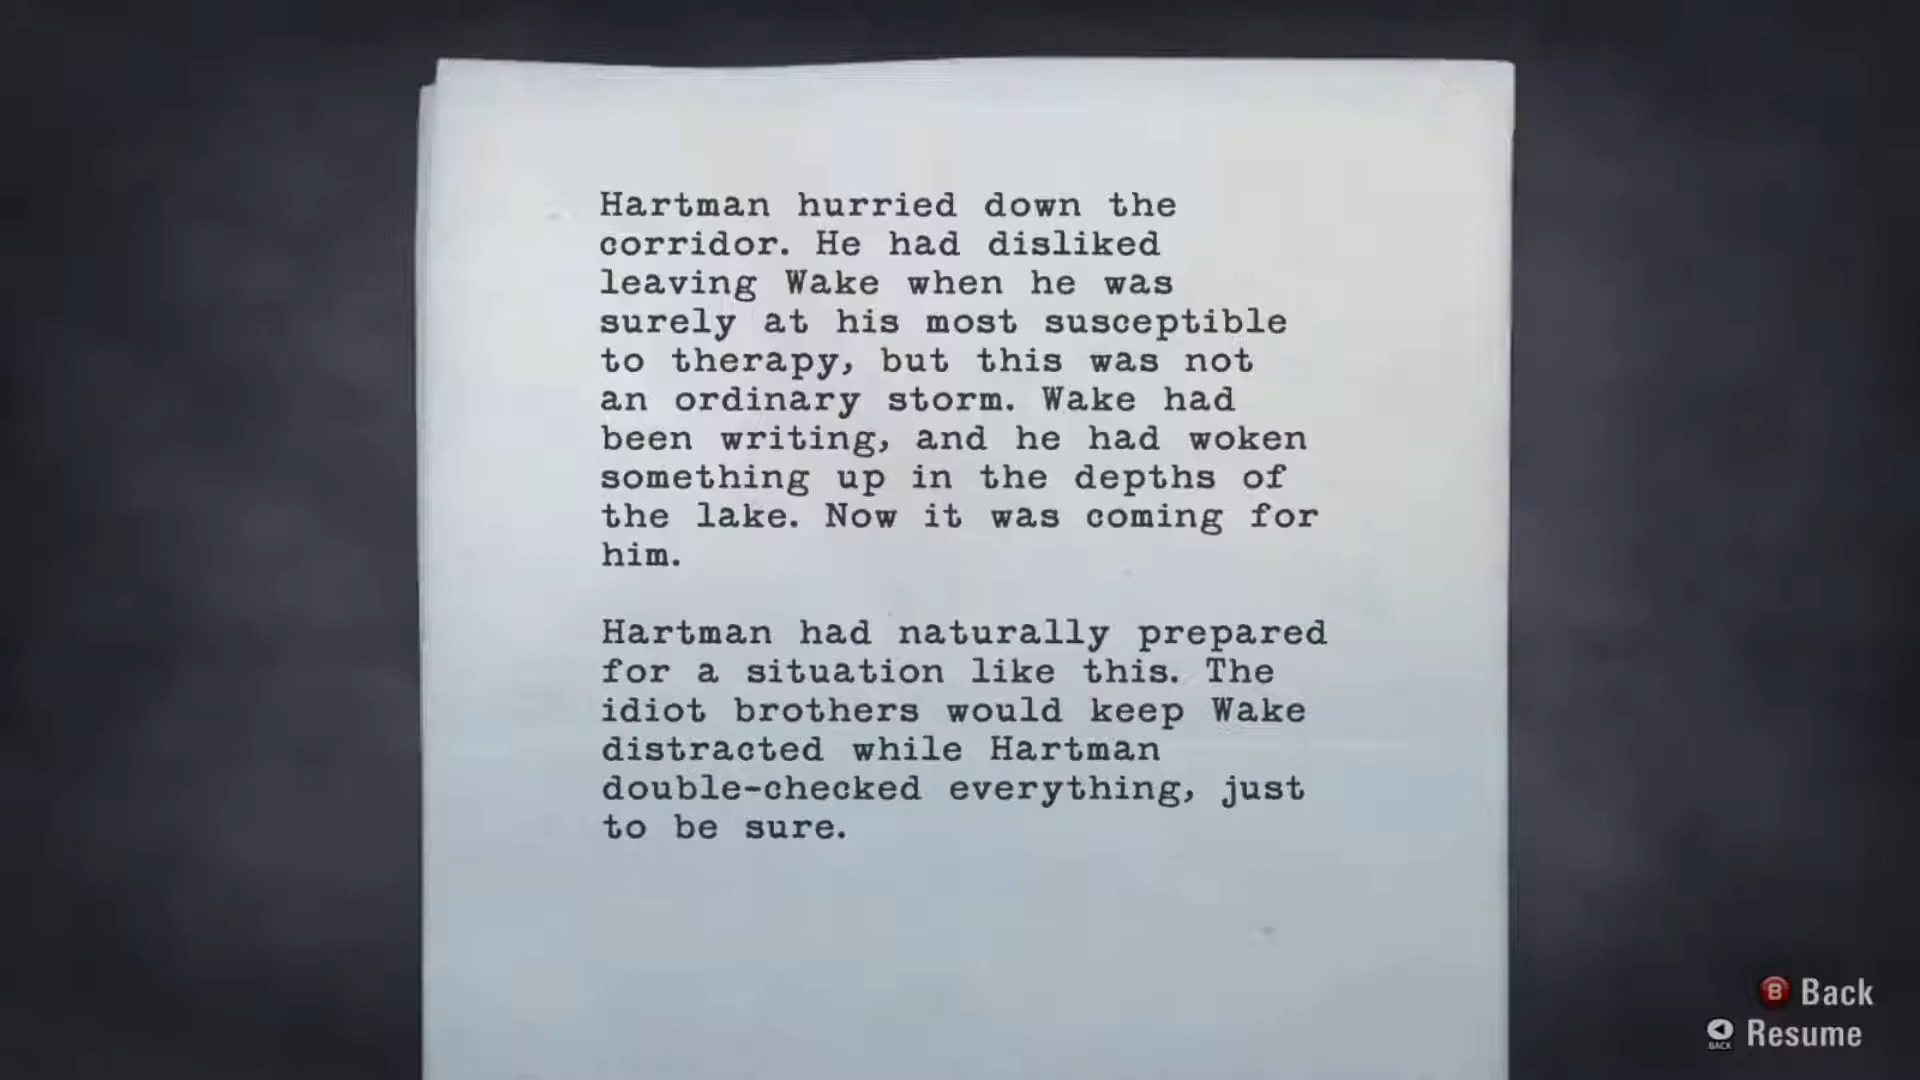 Hartman hurried down the
corridor. He had disliked
leaving Wake when he was
surely at his most susceptible
to therapy, but this was not
an ordinary storm. Wake had
been writing, and he had woken
something up in the depths of
the lake. Now it was coming for
him.
Hartman had naturally prepared
for a situation like this. The
idiot brothers would keep Wake
distracted while Hartman
double-checked everything, just
to be sure.
B Back
BACK Resume